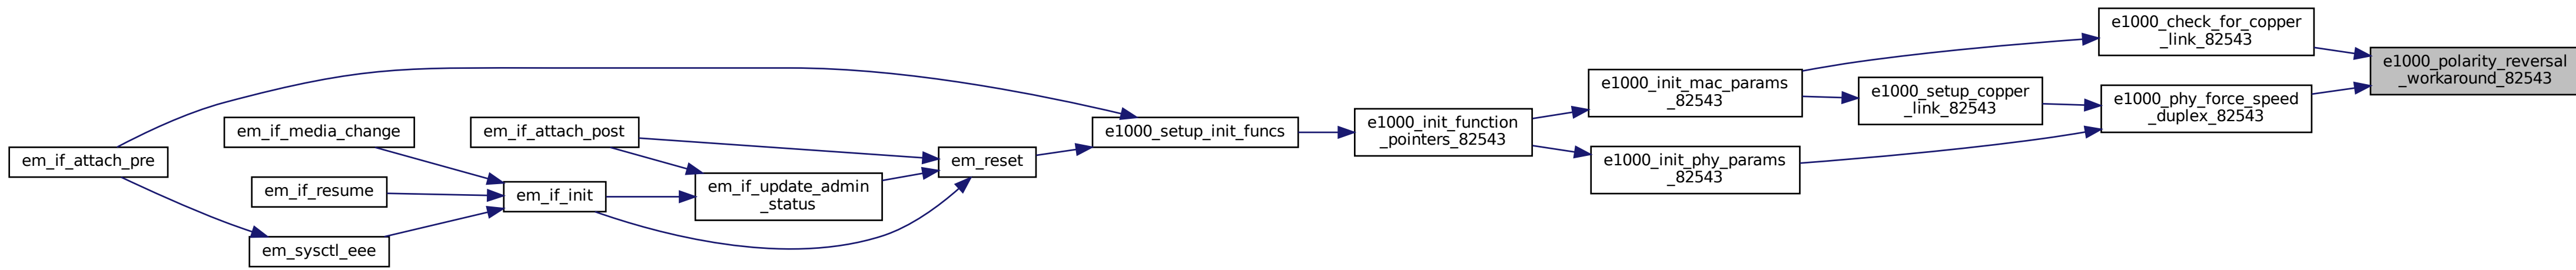 em_if_attach_pre
em_if_media_change
em_if_resume
em_sysctl_eee
em_if_attach_post
em_if_init
em_if_update_admin
_status
em_reset
e1000_setup_init_funcs
e1000_init_function
_pointers_82543
e1000_init_mac_params
_82543
e1000_init_phy_params
_82543
e1000_setup_copper
_link_82543
e1000_check_for_copper
_link_82543
e1000_phy_force_speed
_duplex_82543
e1000_polarity_reversal
_workaround_82543